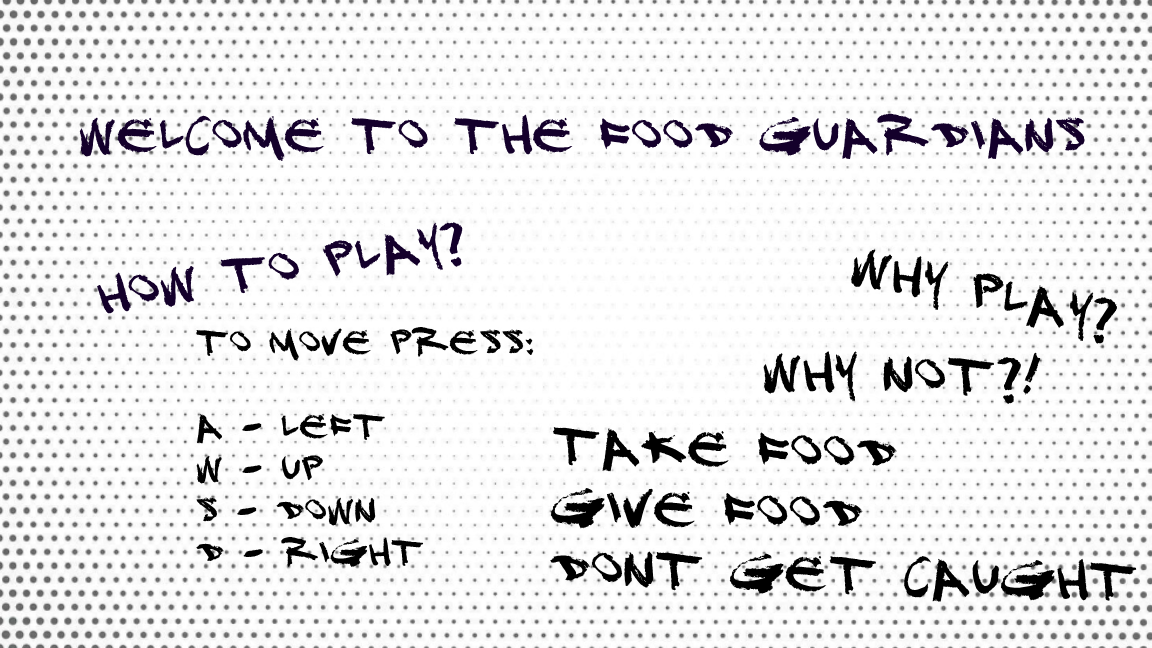 WELCOME TO THE FOOD GUARDIANS
HOW TO PLAY?
TO MOVE PRESS:
A - LEFT
W - UP
S - DOWN
D - RIGHT
WHY PLAY?
WHY NOT?!
TAKE FOOD
GIVE FOOD
DONT GET CAUGHT